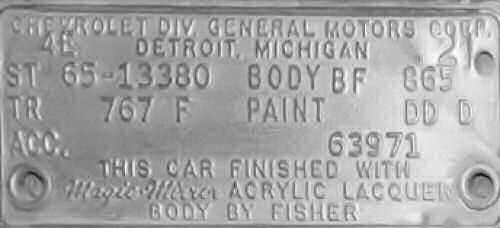 CHEVROLET DIV. GENERAL MOTORS CORP.
4E DETROIT, MICHIGAN 21
ST 65-13380 BODY BF 865
TR 767 F PAINT DD D
ACC. 63971
THIS CAR FINISHED WITH
Magic-Mirror ACRYLIC LACQUER
BODY BY FISHER